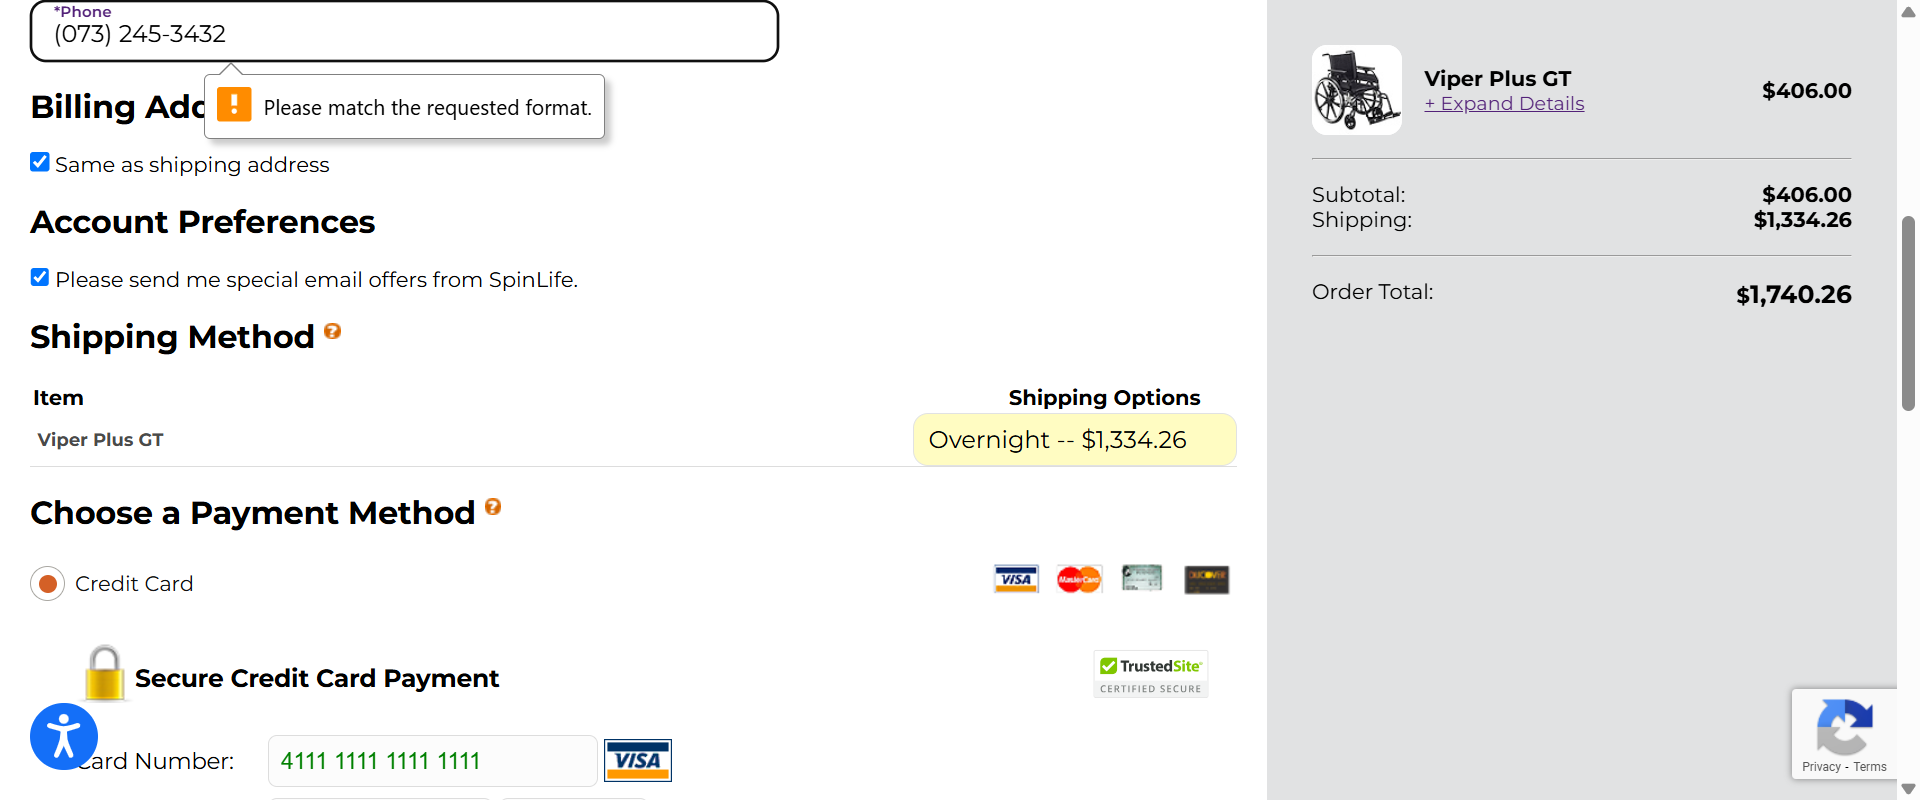 *Phone
(073) 245-3432
Please match the requested format.
Billing Add
Same as shipping address
Account Preferences
Please send me special email offers from SpinLife.
Shipping Method
Item
Shipping Options
Viper Plus GT
Overnight -- $1,334.26
Choose a Payment Method
Credit Card
VISA
MasterCard
DISCOVER
Secure Credit Card Payment
TrustedSite
CERTIFIED SECURE
Card Number:
4111 1111 1111 1111
VISA
Viper Plus GT
+ Expand Details
$406.00
Subtotal:
$406.00
Shipping:
$1,334.26
Order Total:
$1,740.26
Privacy - Terms